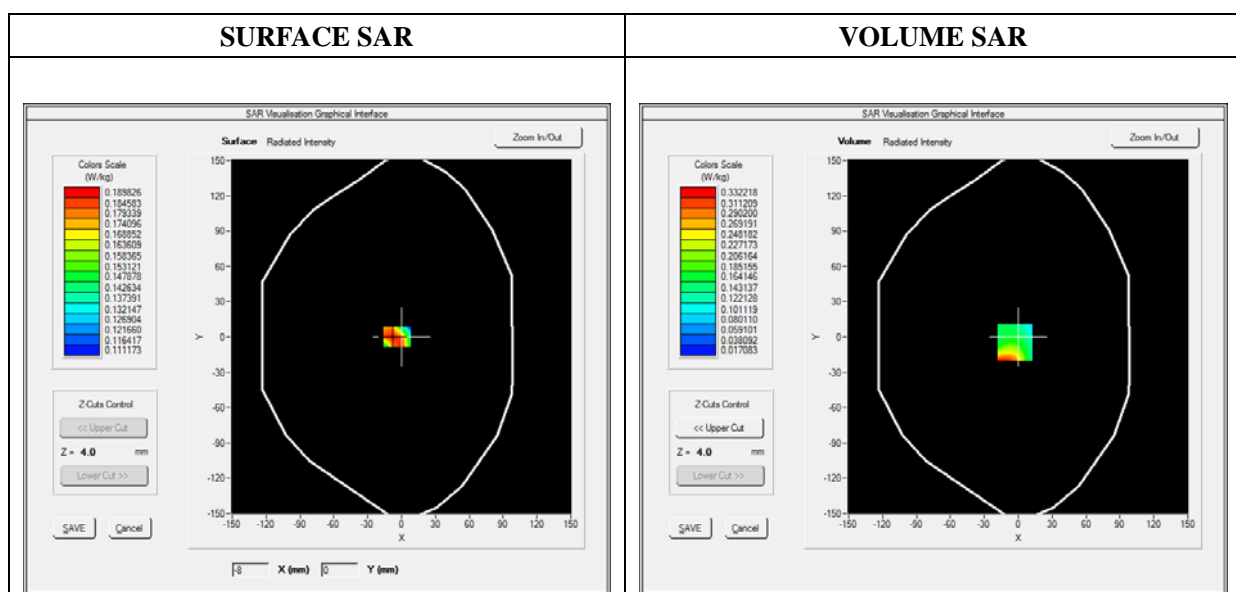 SURFACE SAR
VOLUME SAR
SAR Visualisation Graphical Interface
Surface Radiated Intensity
Zoom In/Out
Colors Scale
(W/kg)
0.189826
0.184583
0.179339
0.174096
0.168852
0.163609
0.158365
0.153121
0.147878
0.142634
0.137391
0.132147
0.126904
0.121660
0.116417
0.111173
Z-Cuts Control
<< Upper Cut
Z = 4.0 mm
Lower Cut >>
SAVE Cancel
150
120
90
60
30
0
-30
-60
-90
-120
-150
Y
-150 -120 -90 -60 -30 0 30 60 90 120 150
X
-8 X (mm) 0 Y (mm)
SAR Visualisation Graphical Interface
Volume Radiated Intensity
Zoom In/Out
Colors Scale
(W/kg)
0.332218
0.311209
0.290200
0.269191
0.248182
0.227173
0.206164
0.185155
0.164146
0.143137
0.122128
0.101119
0.080110
0.059101
0.038092
0.017083
Z-Cuts Control
<< Upper Cut
Z = 4.0 mm
Lower Cut >>
SAVE Cancel
150
120
90
60
30
0
-30
-60
-90
-120
-150
Y
-150 -120 -90 -60 -30 0 30 60 90 120 150
X